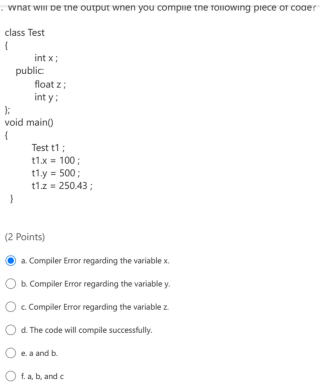 . What will be the output when you compile the following piece of code?
class Test
{
int x ;
public:
float z ;
int y ;
};
void main()
{
Test t1 ;
t1.x = 100 ;
t1.y = 500 ;
t1.z = 250.43 ;
}
(2 Points)
a. Compiler Error regarding the variable x.
b. Compiler Error regarding the variable y.
c. Compiler Error regarding the variable z.
d. The code will compile successfully.
e. a and b.
f. a, b, and c